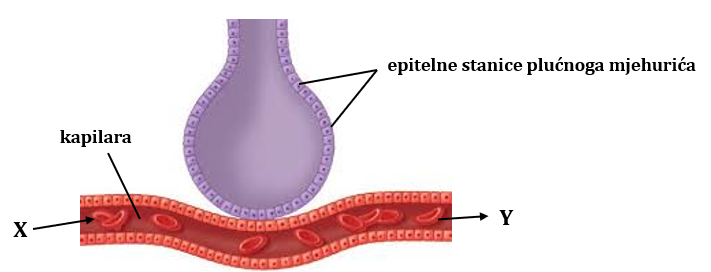 epitelne stanice plućnoga mjehurića
kapilara
X
Y